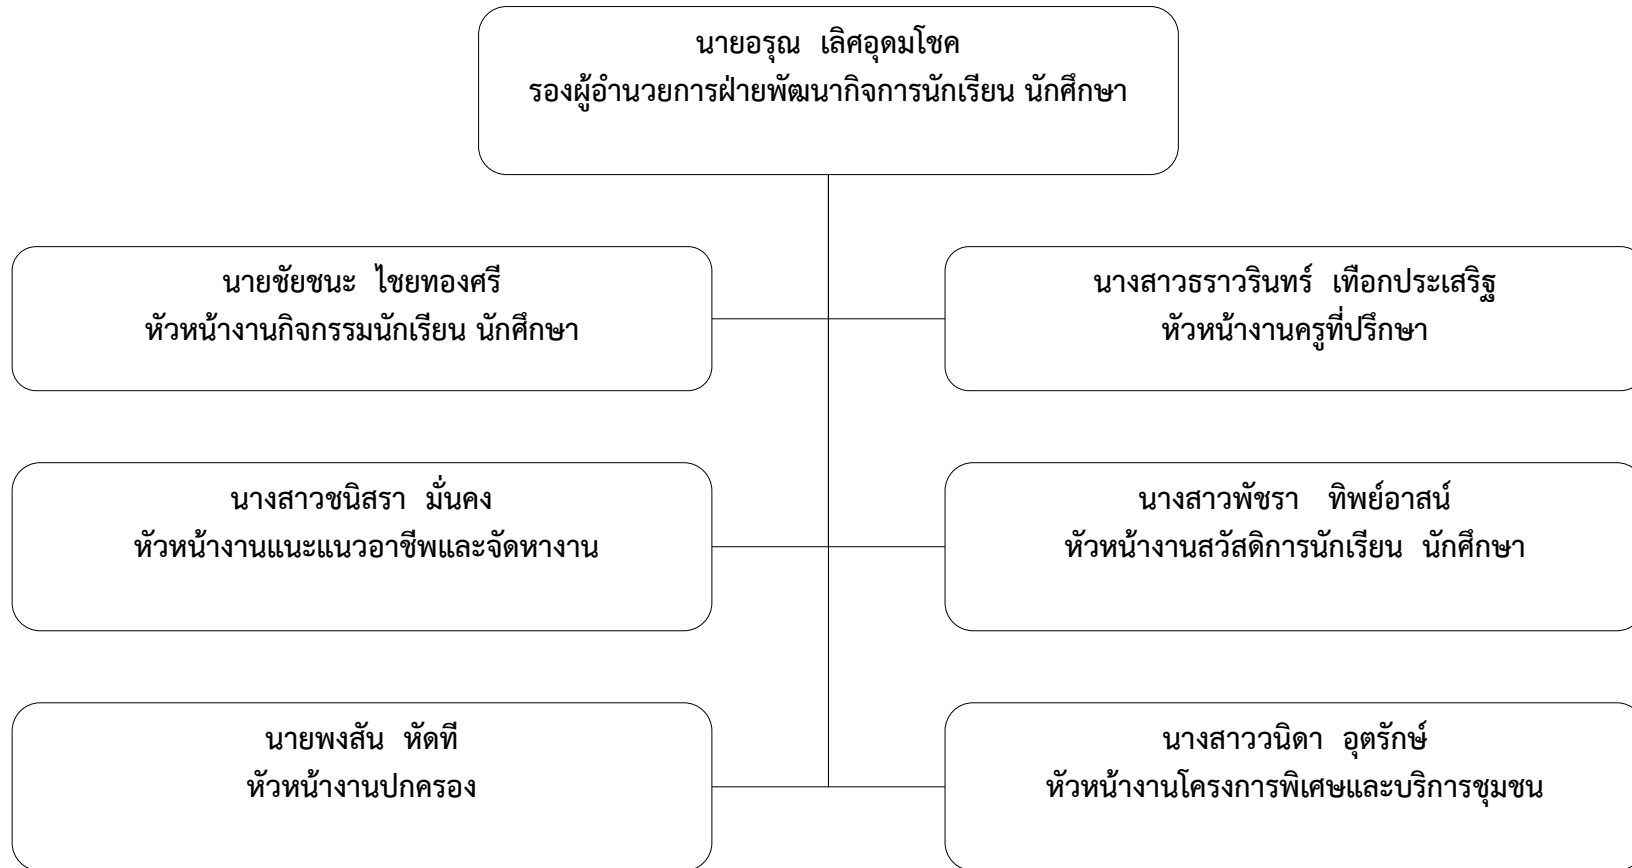 นายอรุณ เลิศอุดมโชค
รองผู้อำนวยการฝ่ายพัฒนากิจการนักเรียน นักศึกษา
นายชัยชนะ ไชยทองศรี
หัวหน้างานกิจกรรมนักเรียน นักศึกษา
นางสาวธราวรินทร์ เทือกประเสริฐ
หัวหน้างานครูที่ปรึกษา
นางสาวชนิสรา มั่นคง
หัวหน้างานแนะแนวอาชีพและจัดหางาน
นางสาวพัชรา ทิพย์อาสน์
หัวหน้างานสวัสดิการนักเรียน นักศึกษา
นายพงสัน หัดที
หัวหน้างานปกครอง
นางสาววนิดา อุตรักษ์
หัวหน้างานโครงการพิเศษและบริการชุมชน